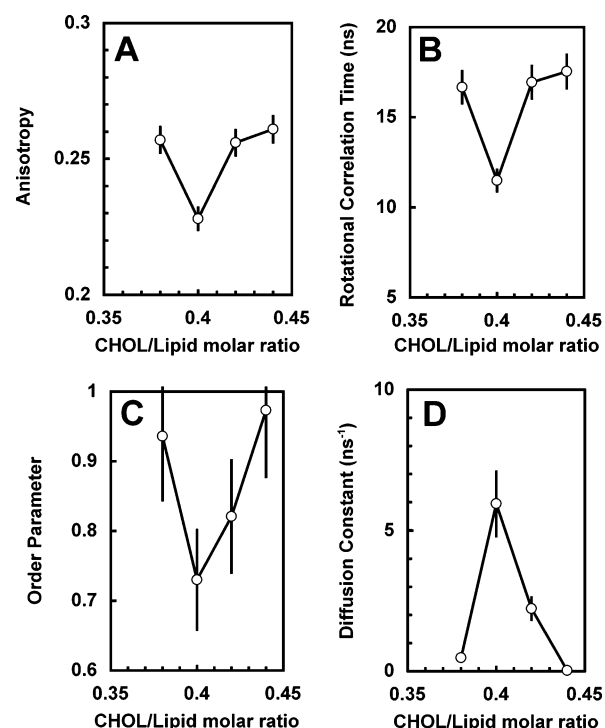 A
0.3
0.25
0.2
Anisotropy
0.35 0.4 0.45
CHOL/Lipid molar ratio
B
20
15
10
5
Rotational Correlation Time (ns)
0.35 0.4 0.45
CHOL/Lipid molar ratio
C
1
0.9
0.8
0.7
0.6
Order Parameter
0.35 0.4 0.45
CHOL/Lipid molar ratio
D
10
5
0
Diffusion Constant (ns⁻¹)
0.35 0.4 0.45
CHOL/Lipid molar ratio